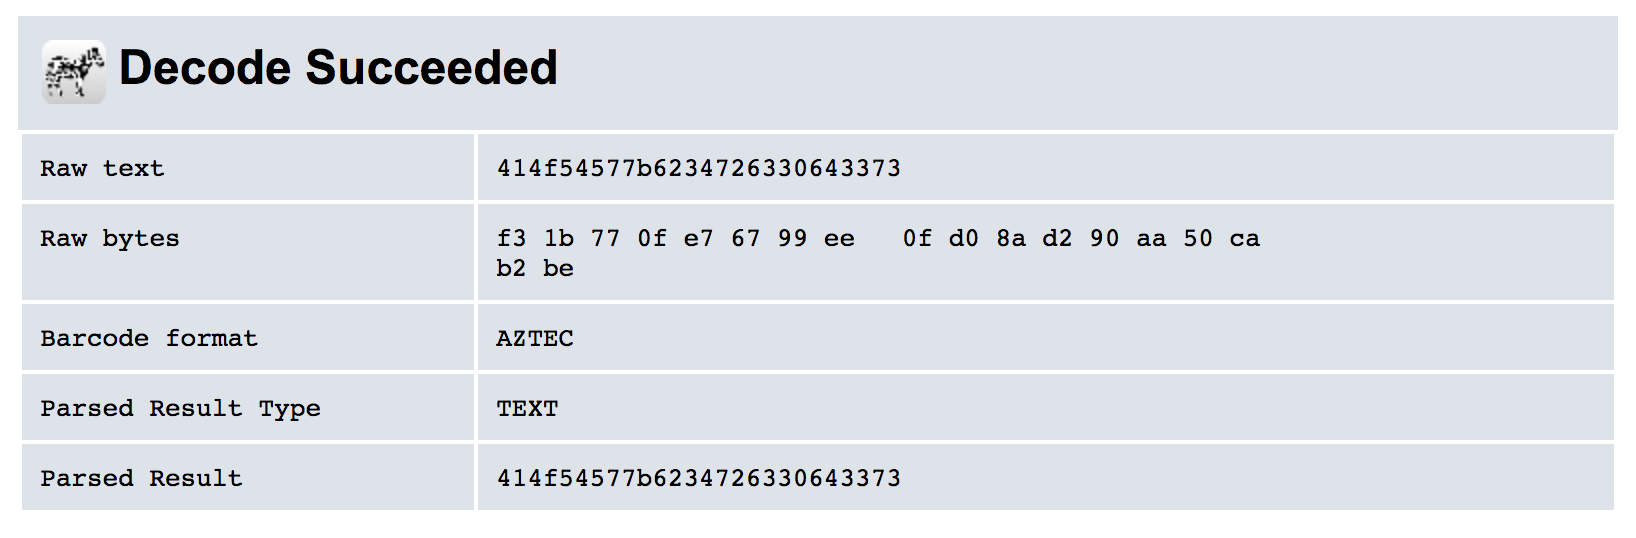 Decode Succeeded
Raw text 414f54577b6234726330643373
Raw bytes f3 1b 77 0f e7 67 99 ee 0f d0 8a d2 90 aa 50 ca
b2 be
Barcode format AZTEC
Parsed Result Type TEXT
Parsed Result 414f54577b6234726330643373